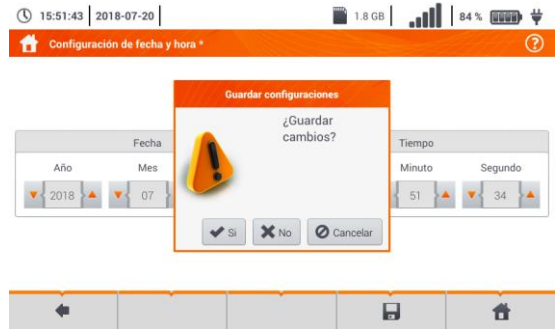 15:51:43 2018-07-20 1.8 GB 84 %
Configuración de fecha y hora *
?
Guardar configuraciones
¿Guardar
cambios?
Fecha Tiempo
Año Mes Minuto Segundo
2018 07 51 34
Si No Cancelar